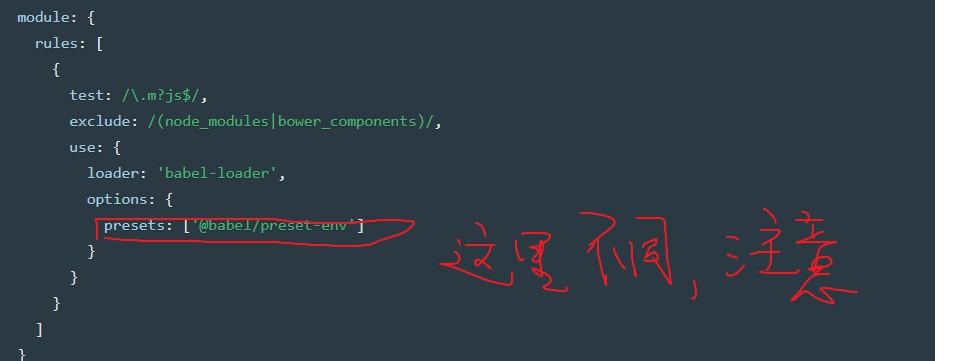 module: {
rules: [
{
test: /\.m?js$/,
exclude: /(node_modules|bower_components)/,
use: {
loader: 'babel-loader',
options: {
presets: ['@babel/preset-env']
}
这里不同,注意
}
}
]
}